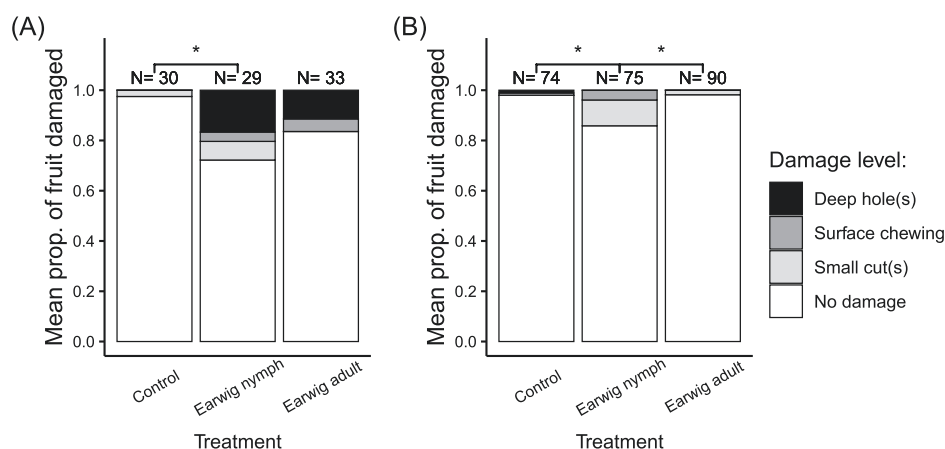 (A)
*
N= 30 N= 29 N= 33
Mean prop. of fruit damaged
1.0
0.8
0.6
0.4
0.2
0.0
Control
Earwig nymph
Earwig adult
Treatment
(B)
* *
N= 74 N= 75 N= 90
Mean prop. of fruit damaged
1.0
0.8
0.6
0.4
0.2
0.0
Control
Earwig nymph
Earwig adult
Treatment
Damage level:
Deep hole(s)
Surface chewing
Small cut(s)
No damage